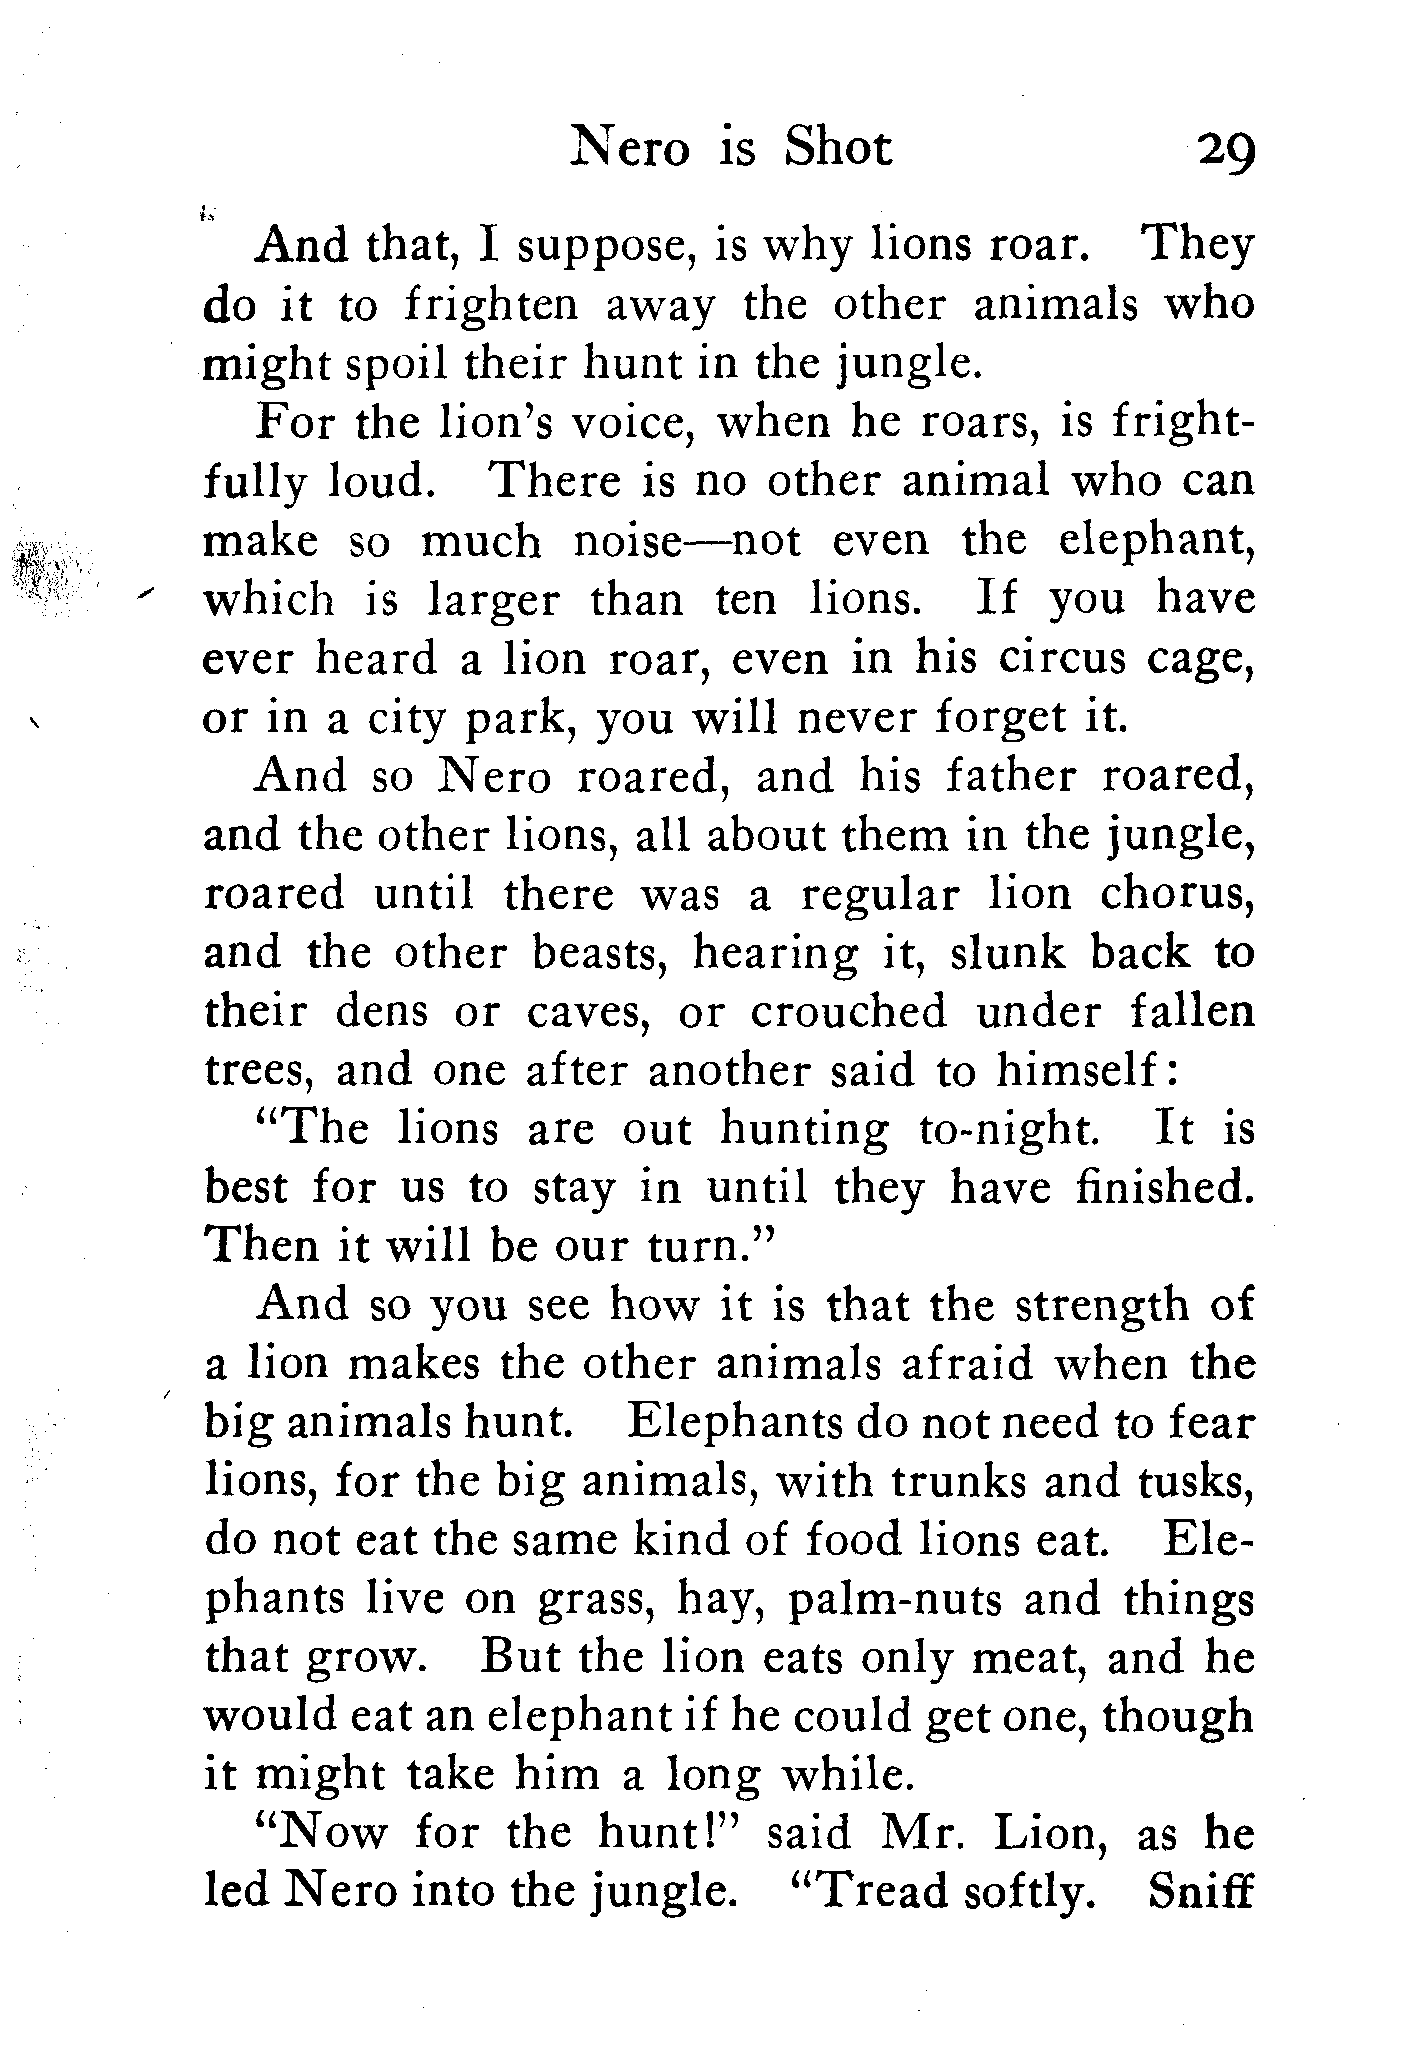 Nero is Shot 29
And that, I suppose, is why lions roar. They
do it to frighten away the other animals who
might spoil their hunt in the jungle.
For the lion's voice, when he roars, is fright-
fully loud. There is no other animal who can
make so much noise—not even the elephant,
which is larger than ten lions. If you have
ever heard a lion roar, even in his circus cage,
or in a city park, you will never forget it.
And so Nero roared, and his father roared,
and the other lions, all about them in the jungle,
roared until there was a regular lion chorus,
and the other beasts, hearing it, slunk back to
their dens or caves, or crouched under fallen
trees, and one after another said to himself:
"The lions are out hunting to-night. It is
best for us to stay in until they have finished.
Then it will be our turn."
And so you see how it is that the strength of
a lion makes the other animals afraid when the
big animals hunt. Elephants do not need to fear
lions, for the big animals, with trunks and tusks,
do not eat the same kind of food lions eat. Ele-
phants live on grass, hay, palm-nuts and things
that grow. But the lion eats only meat, and he
would eat an elephant if he could get one, though
it might take him a long while.
"Now for the hunt!" said Mr. Lion, as he
led Nero into the jungle. "Tread softly. Sniff